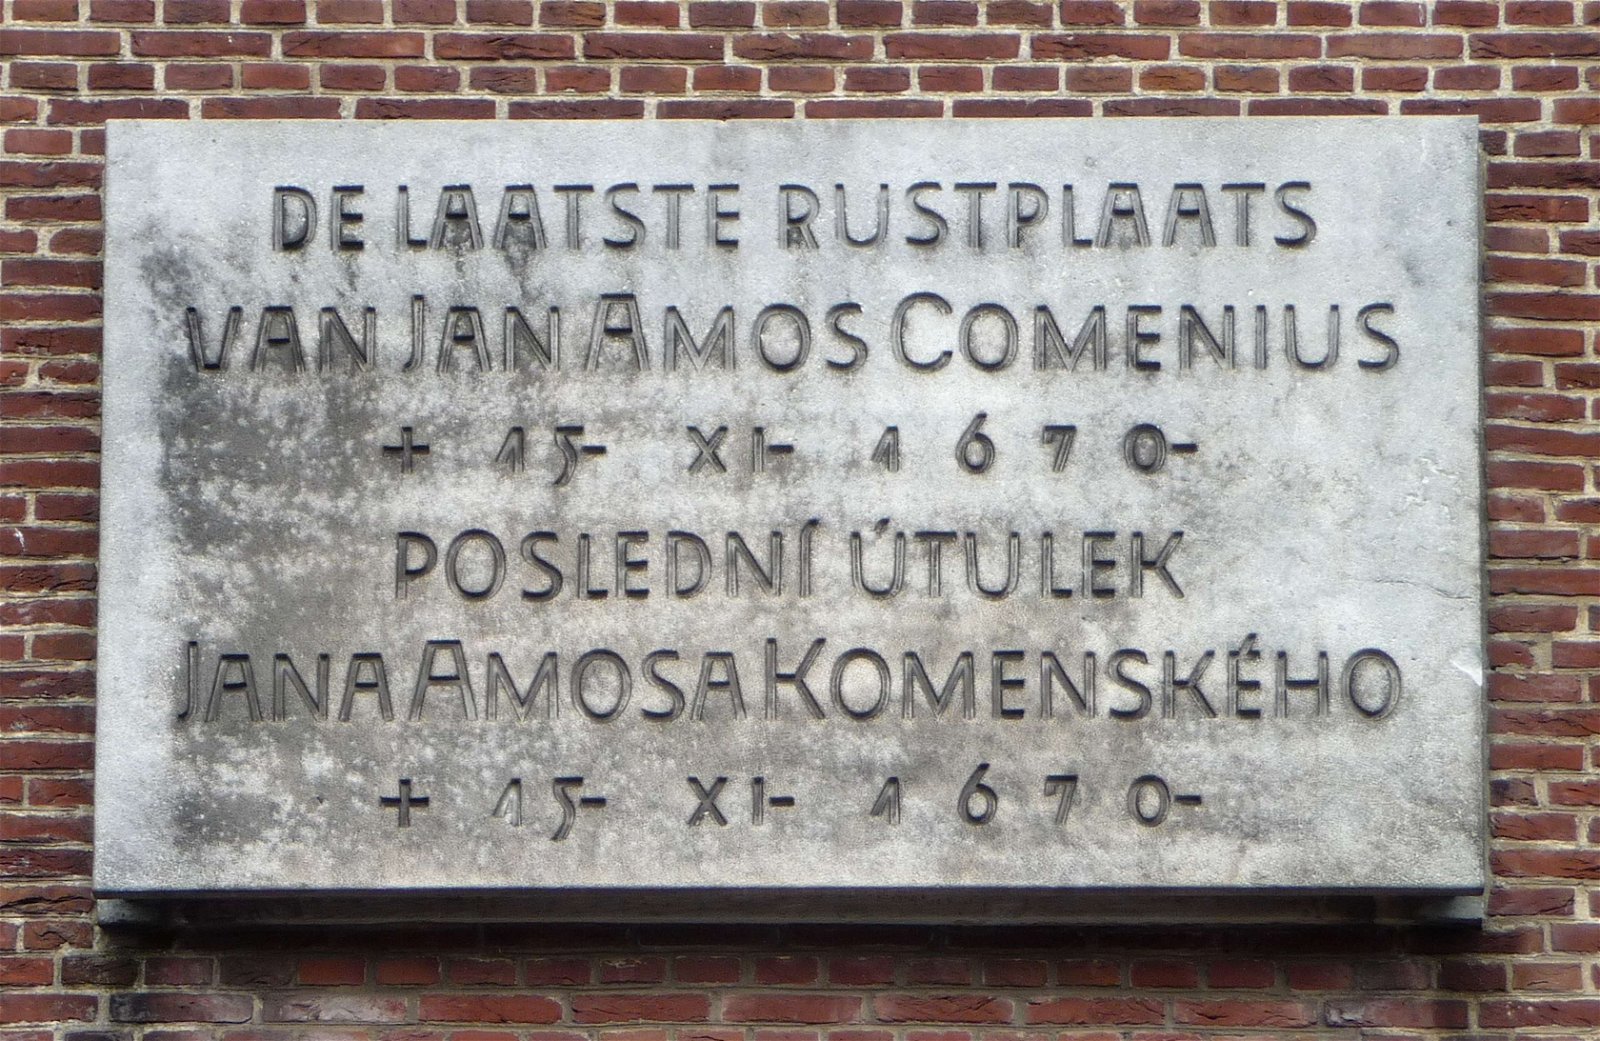 DE LAATSTE RUSTPLAATS
VAN JAN AMOS COMENIUS
+ 15- XI- 1670-
POSLEDNÍ ÚTULEK
JANA AMOSA KOMENSKÉHO
+ 15- XI- 1670-